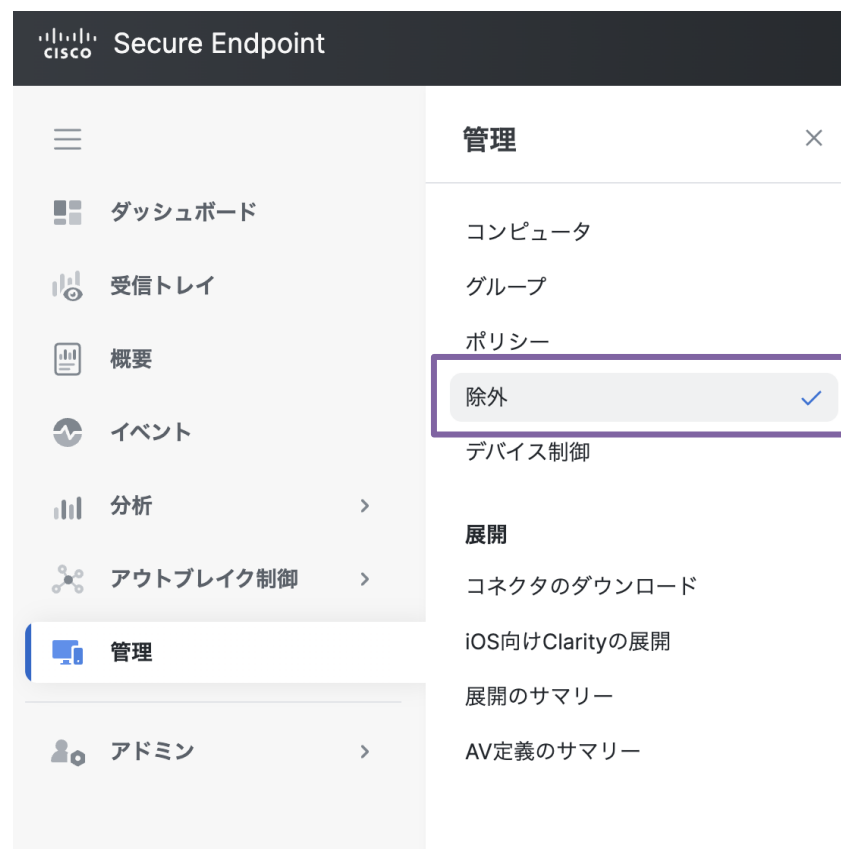 cisco Secure Endpoint
ダッシュボード
受信トレイ
概要
イベント
分析
アウトブレイク制御
管理
アドミン
管理
コンピュータ
グループ
ポリシー
除外
デバイス制御
展開
コネクタのダウンロード
iOS向けClarityの展開
展開のサマリー
AV定義のサマリー